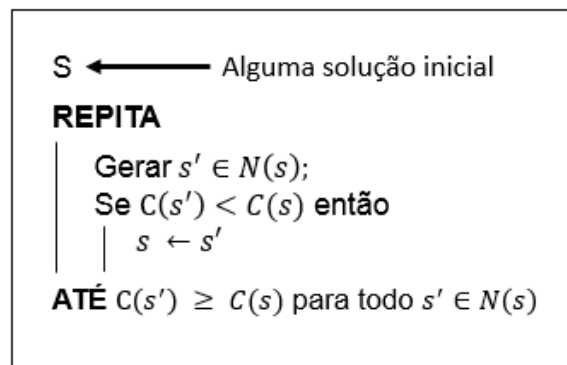 S ← Alguma solução inicial
REPITA
Gerar s′ ∈ N(s);
Se C(s′) < C(s) então
s ← s′
ATÉ C(s′) ≥ C(s) para todo s′ ∈ N(s)